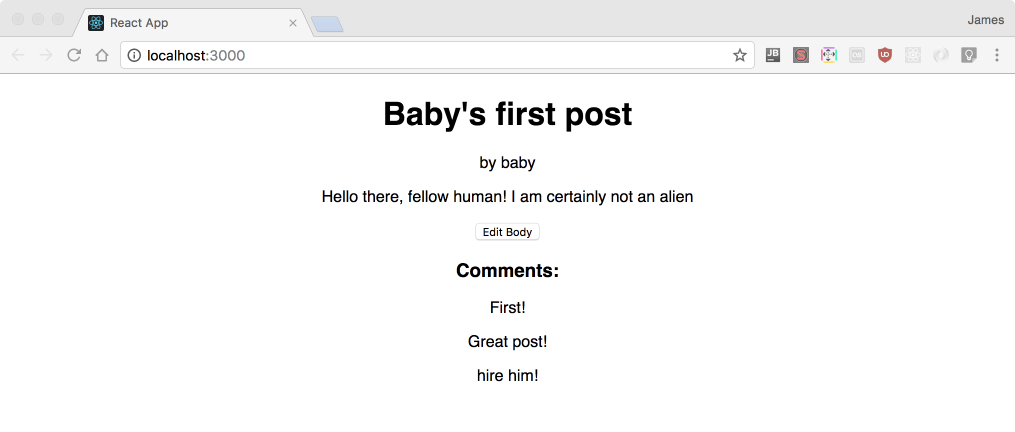 React App
James
localhost:3000
JB
S
Baby's first post
by baby
Hello there, fellow human! I am certainly not an alien
Edit Body
Comments:
First!
Great post!
hire him!